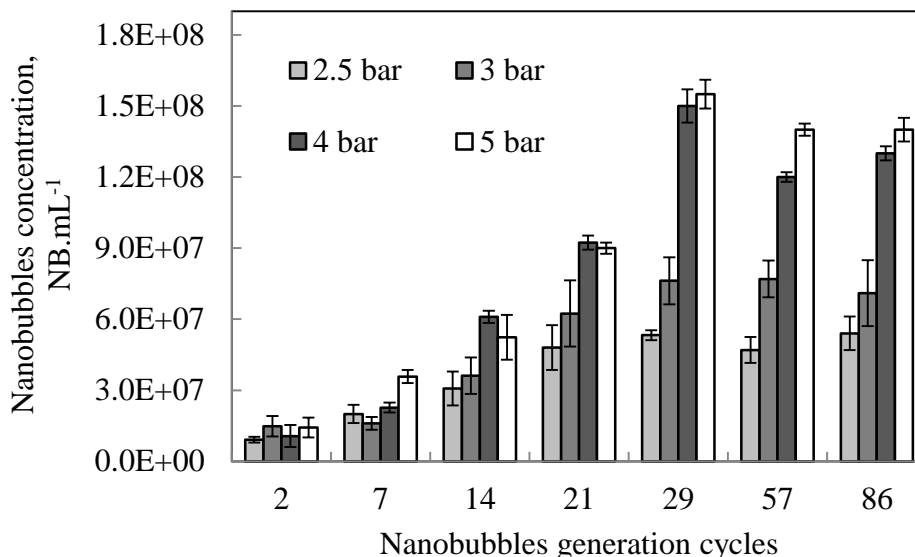 Nanobubbles concentration,
NB.mL-1
1.8E+08
1.5E+08
1.2E+08
9.0E+07
6.0E+07
3.0E+07
0.0E+00
2.5 bar
3 bar
4 bar
5 bar
2 7 14 21 29 57 86
Nanobubbles generation cycles